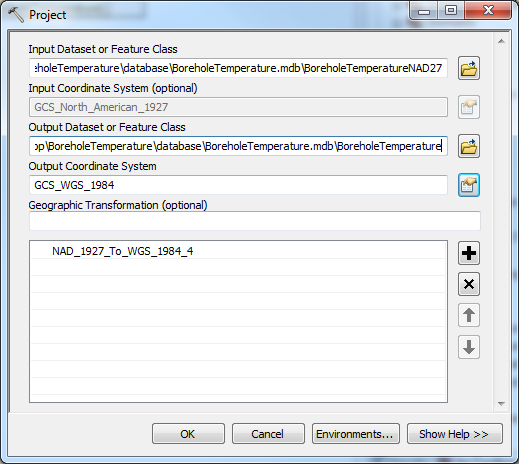 Project
Input Dataset or Feature Class
eholeTemperature\database\BoreholeTemperature.mdb\BoreholeTemperatureNAD27
Input Coordinate System (optional)
GCS_North_American_1927
Output Dataset or Feature Class
op\BoreholeTemperature\database\BoreholeTemperature.mdb\BoreholeTemperature
Output Coordinate System
GCS_WGS_1984
Geographic Transformation (optional)
NAD_1927_To_WGS_1984_4
OK
Cancel
Environments...
Show Help >>